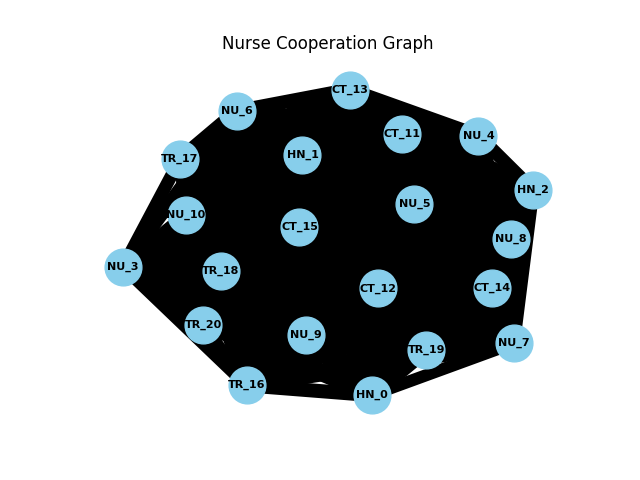 Nurse Cooperation Graph
CT_13
NU_6
CT_11
NU_4
HN_1
TR_17
HN_2
NU_5
NU_10
CT_15
NU_8
NU_3
TR_18
CT_12
CT_14
TR_20
NU_9
NU_7
TR_19
TR_16
HN_0